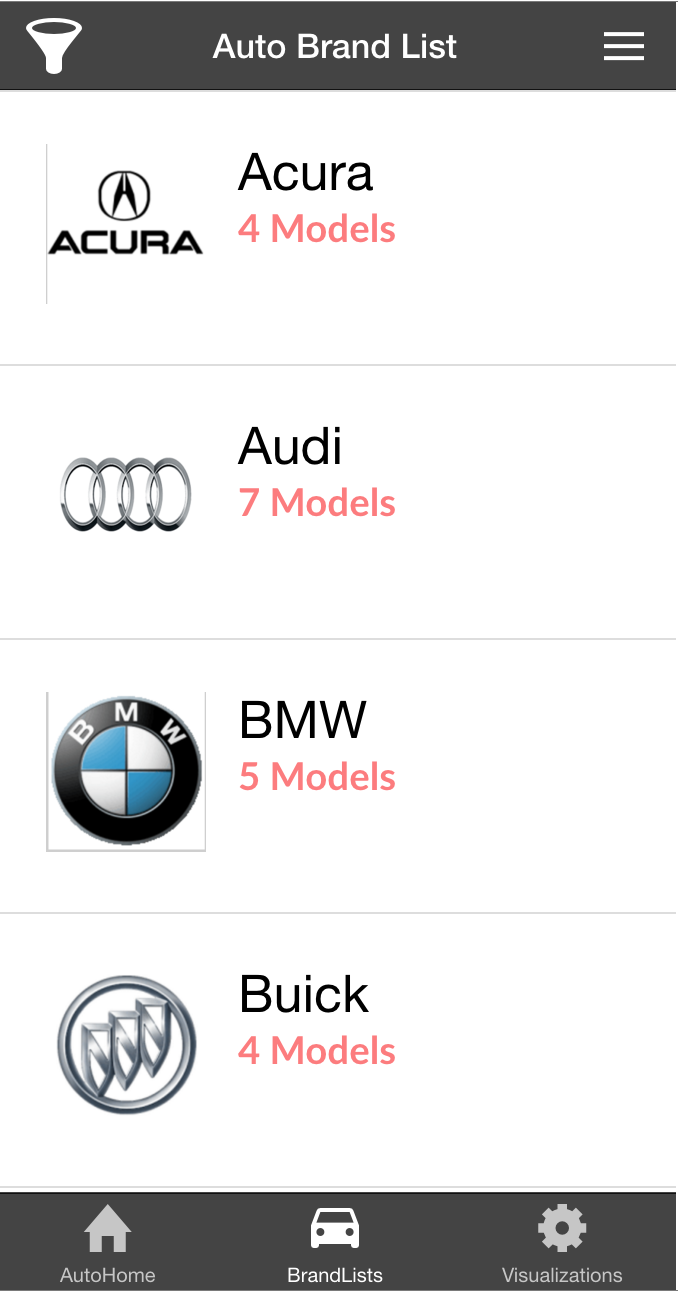 Auto Brand List
ACURA
Acura
4 Models
Audi
7 Models
B M W
BMW
5 Models
Buick
4 Models
AutoHome
BrandLists
Visualizations